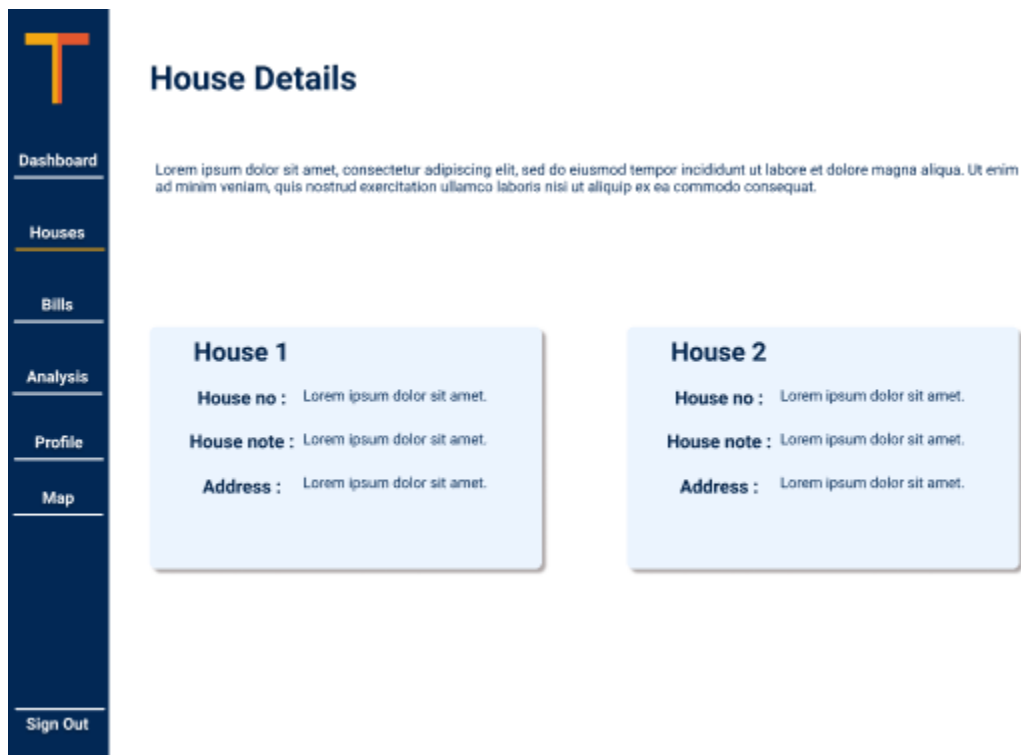 T
Dashboard
Houses
Bills
Analysis
Profile
Map
Sign Out
House Details
Lorem ipsum dolor sit amet, consectetur adipiscing elit, sed do eiusmod tempor incididunt ut labore et dolore magna aliqua. Ut enim
ad minim veniam, quis nostrud exercitation ullamco laboris nisi ut aliquip ex ea commodo consequat.
House 1
House no : Lorem ipsum dolor sit amet.
House note : Lorem ipsum dolor sit amet.
Address : Lorem ipsum dolor sit amet.
House 2
House no : Lorem ipsum dolor sit amet.
House note : Lorem ipsum dolor sit amet.
Address : Lorem ipsum dolor sit amet.